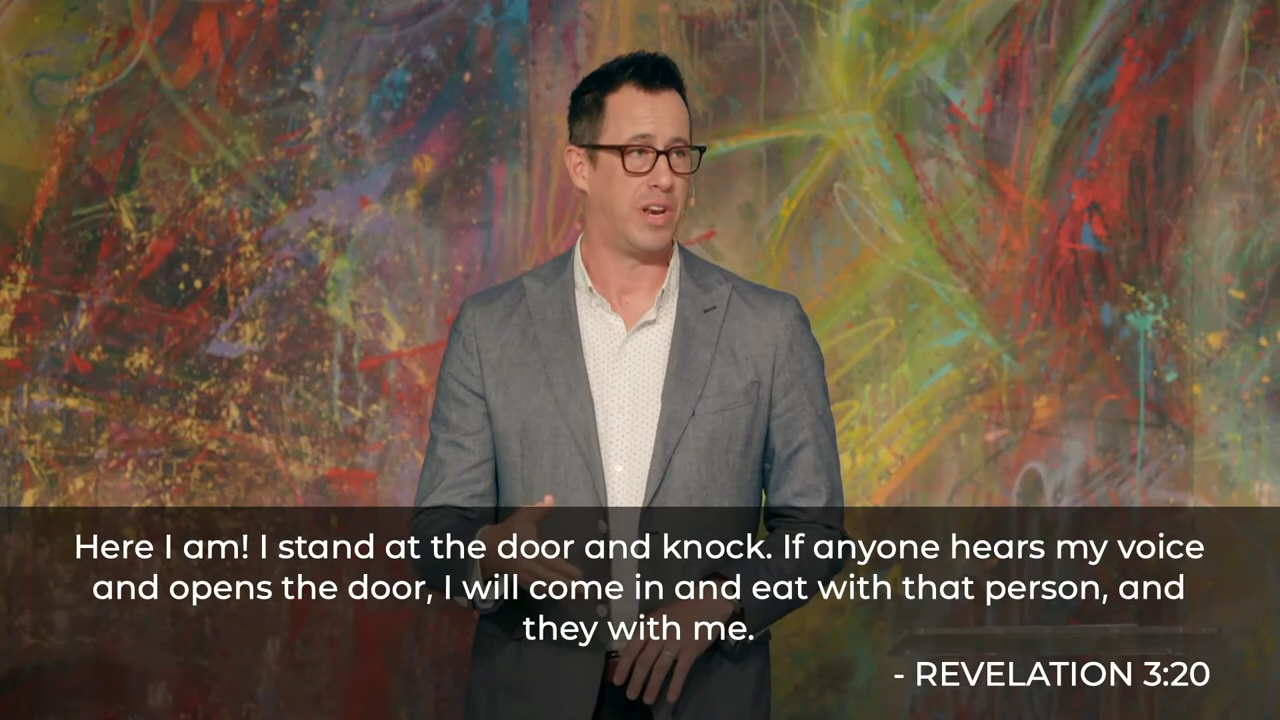 Here I am! I stand at the door and knock. If anyone hears my voice
and opens the door, I will come in and eat with that person, and
they with me.
- REVELATION 3:20